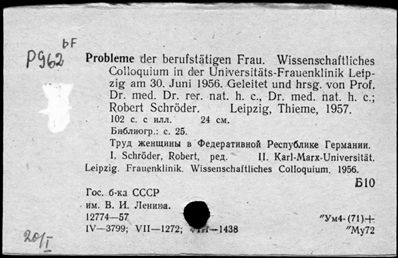 bF
P962
Probleme der berufstätigen Frau. Wissenschaftliches
Colloquium in der Universitäts-Frauenklinik Leip-
zig am 30. Juni 1956. Geleitet und hrsg. von Prof.
Dr. med. Dr. rer. nat. h. c., Dr. med. nat. h. c.;
Robert Schröder. Leipzig, Thieme, 1957.
102 с. с илл. 24 см.
Библиогр.: с. 25.
Труд женщины в Федеративной Республике Германии.
I. Schröder, Robert, ред. II. Karl-Marx-Universität.
Leipzig. Frauenklinik. Wissenschaftliches Colloquium. 1956.
Б10
Гос. б-ка СССР
им. В. И. Ленина.
12774—57
"Ум4-(71)+
IV—3799; VII—1272; —1438
"Му72